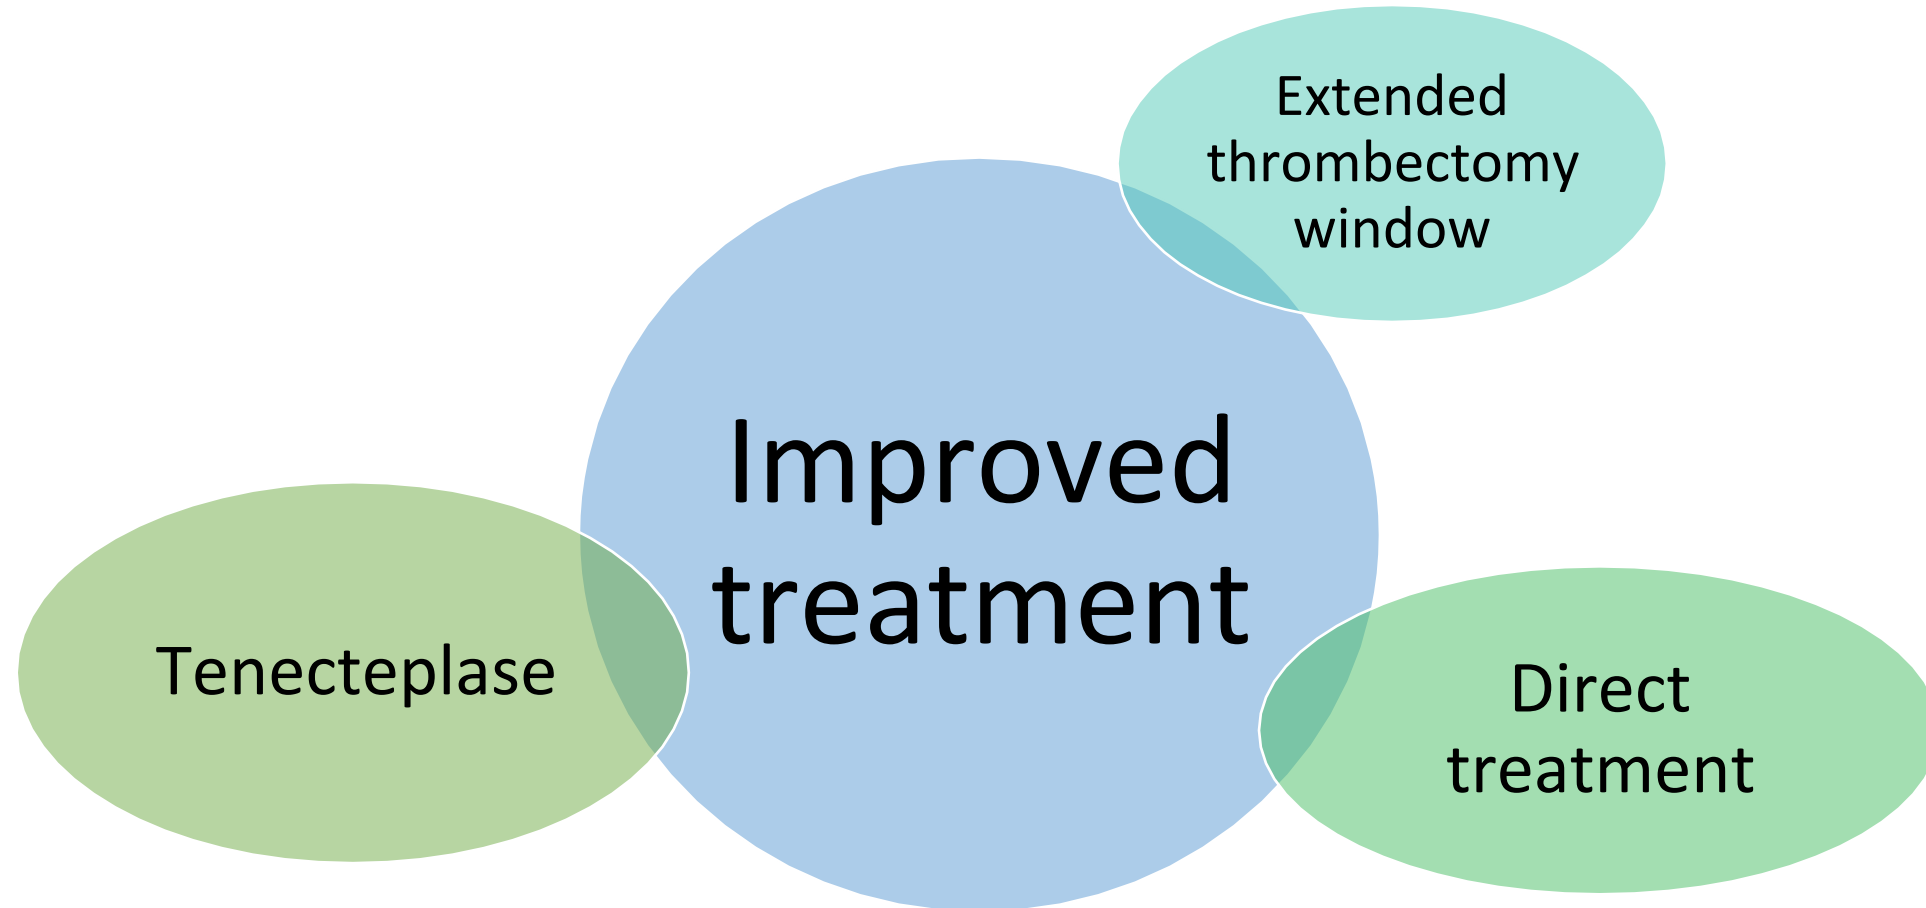 Extended
thrombectomy
window
Improved
treatment
Tenecteplase
Direct
treatment